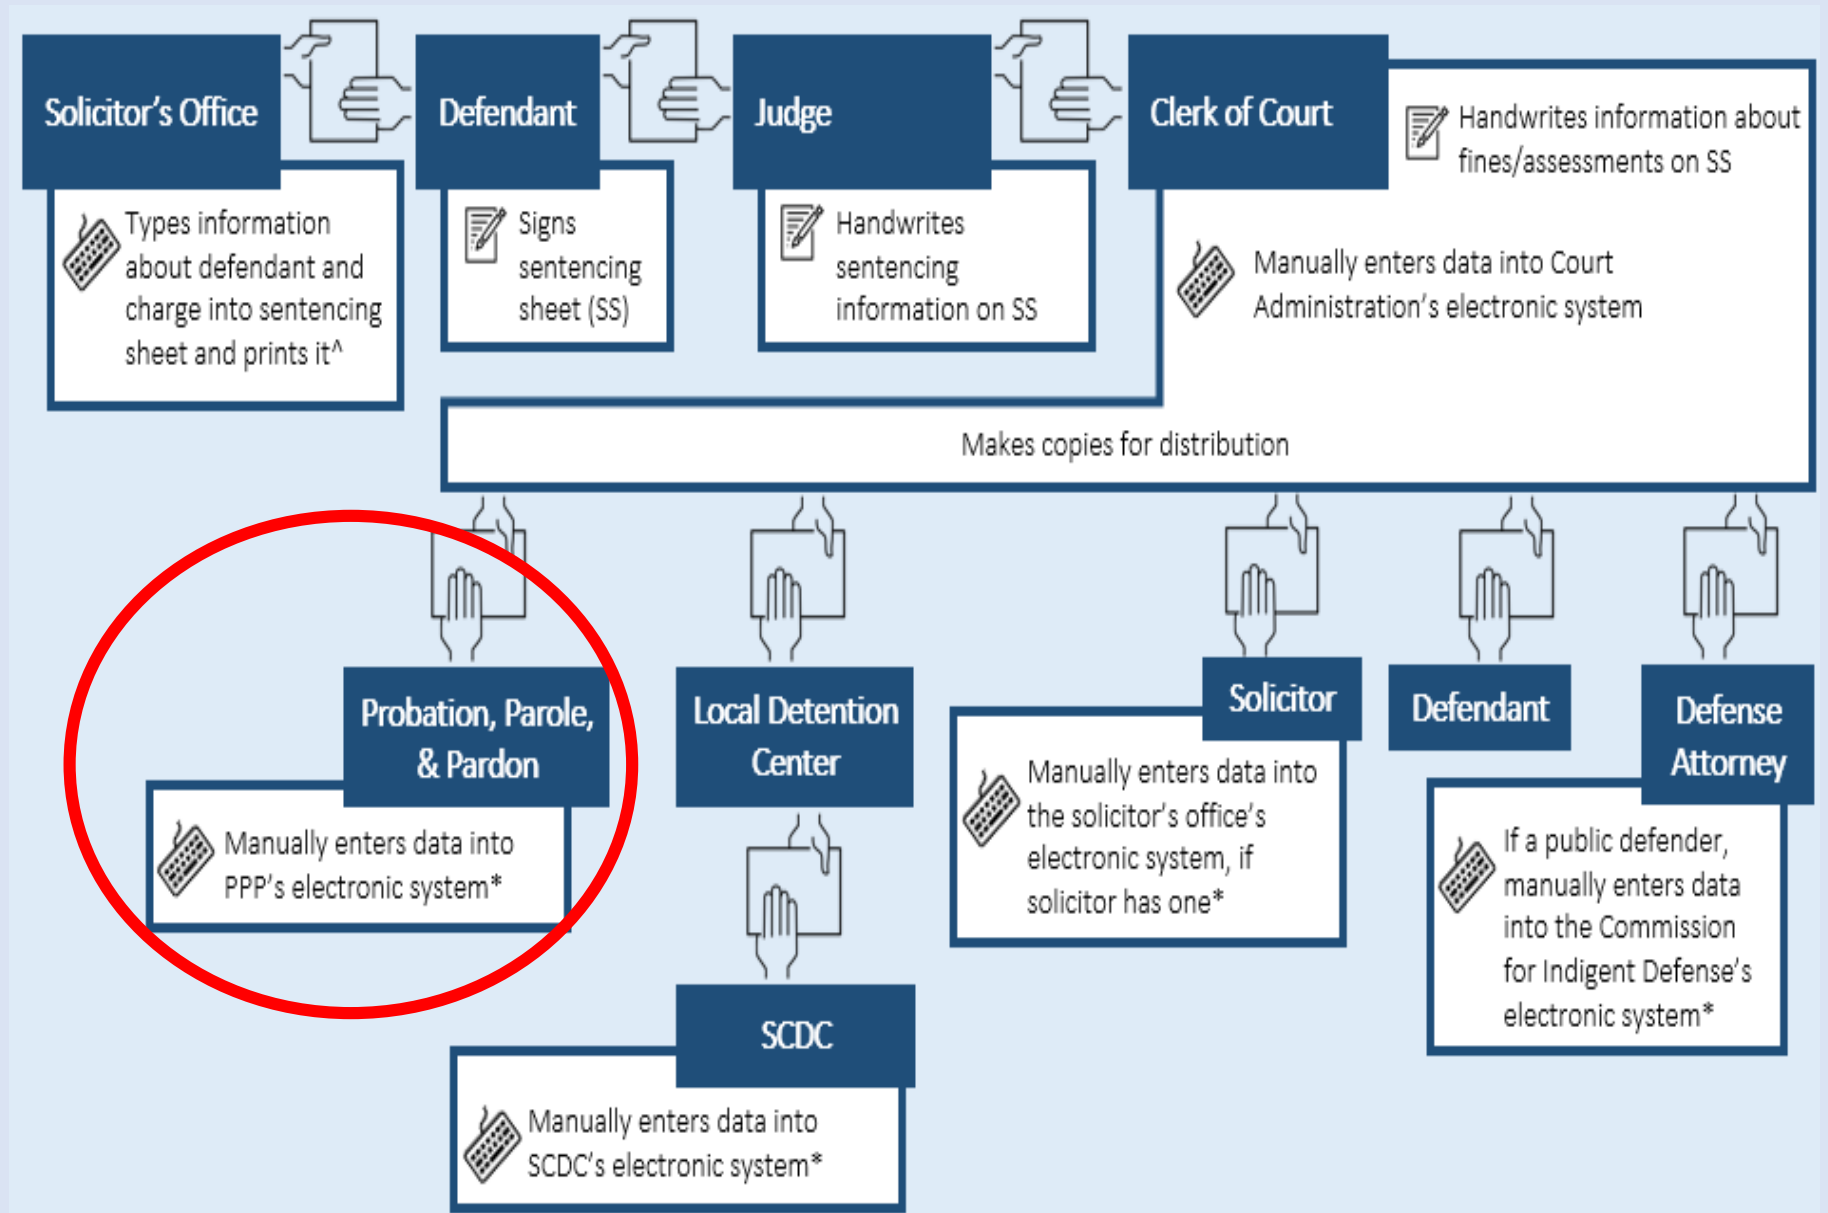 Solicitor's Office
Types information
about defendant and
charge into sentencing
sheet and prints it^
Defendant
Signs
sentencing
sheet (SS)
Judge
Handwrites
sentencing
information on SS
Clerk of Court
Handwrites information about
fines/assessments on SS
Manually enters data into Court
Administration's electronic system
Makes copies for distribution
Probation, Parole,
& Pardon
Manually enters data into
PPP's electronic system*
Local Detention
Center
SCDC
Manually enters data into
SCDC's electronic system*
Solicitor
Manually enters data into
the solicitor's office's
electronic system, if
solicitor has one*
Defendant
Defense
Attorney
If a public defender,
manually enters data
into the Commission
for Indigent Defense's
electronic system*